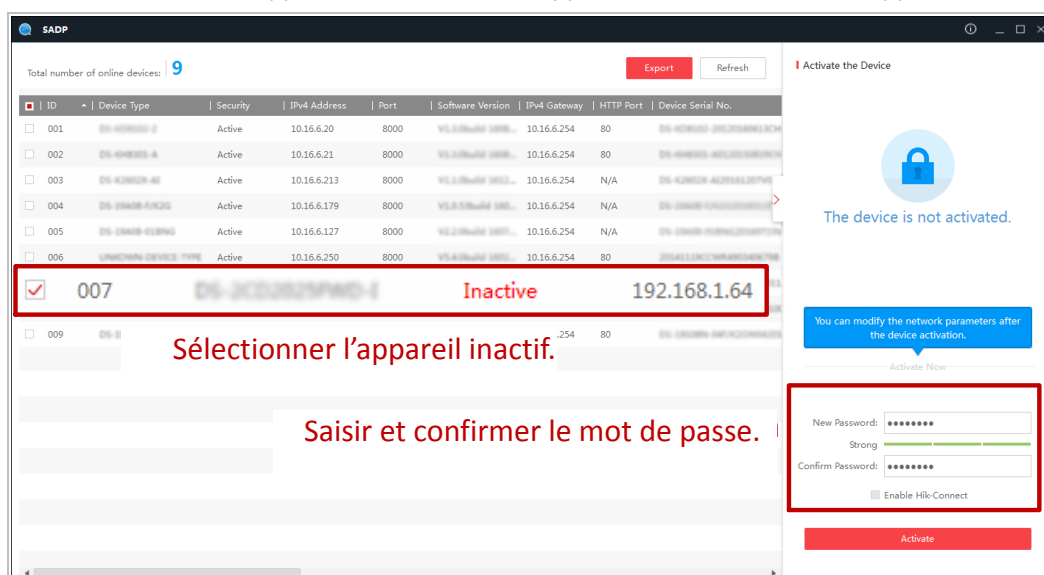 SADP
Total number of online devices: 9
Export
Refresh
ID | Device Type | Security | IPv4 Address | Port | Software Version | IPv4 Gateway | HTTP Port | Device Serial No.
001 Active 10.16.6.20 8000 10.16.6.254 80
002 Active 10.16.6.21 8000 10.16.6.254 80
003 Active 10.16.6.213 8000 10.16.6.254 N/A
004 Active 10.16.6.179 8000 10.16.6.254 N/A
005 Active 10.16.6.127 8000 10.16.6.254 N/A
006 Active 10.16.6.250 8000 10.16.6.254 80
007 Inactive 192.168.1.64
009 .254 80
Sélectionner l’appareil inactif.
Saisir et confirmer le mot de passe.
Activate the Device
The device is not activated.
You can modify the network parameters after
the device activation.
Activate Now
New Password:
Strong
Confirm Password:
Enable Hik-Connect
Activate